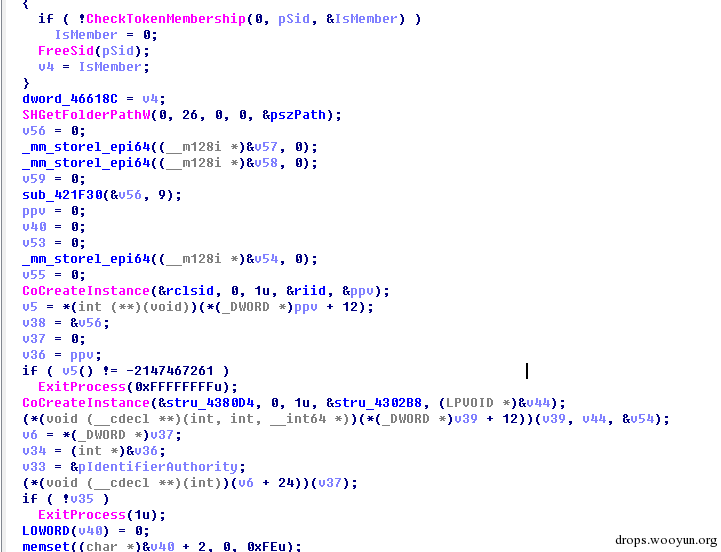 {
if ( !CheckTokenMembership(0, pSid, &IsMember) )
IsMember = 0;
FreeSid(pSid);
v4 = IsMember;
}
dword_46618C = v4;
SHGetFolderPathW(0, 26, 0, 0, &pszPath);
v56 = 0;
_mm_storel_epi64((__m128i *)&v57, 0);
_mm_storel_epi64((__m128i *)&v58, 0);
v59 = 0;
sub_421F30(&v56, 9);
ppv = 0;
v40 = 0;
v53 = 0;
_mm_storel_epi64((__m128i *)&v54, 0);
v55 = 0;
CoCreateInstance(&rclsid, 0, 1u, &riid, &ppv);
v5 = *(int (**)(void))(*(_DWORD *)ppv + 12);
v38 = &v56;
v37 = 0;
v36 = ppv;
if ( v5() != -2147467261 )
ExitProcess(0xFFFFFFFFu);
CoCreateInstance(&stru_4380D4, 0, 1u, &stru_4302B8, (LPVOID *)&v44);
(*(void (__cdecl **)(int, int, __int64 *))(*(_DWORD *)v39 + 12))(v39, v44, &v54);
v6 = *(_DWORD *)v37;
v34 = (int *)&v36;
v33 = &pIdentifierAuthority;
(*(void (__cdecl **)(int))(v6 + 24))(v37);
if ( !v35 )
ExitProcess(1u);
LOWORD(v40) = 0;
memset((char *)&v40 + 2, 0, 0xFEu);
drops.wooyun.org